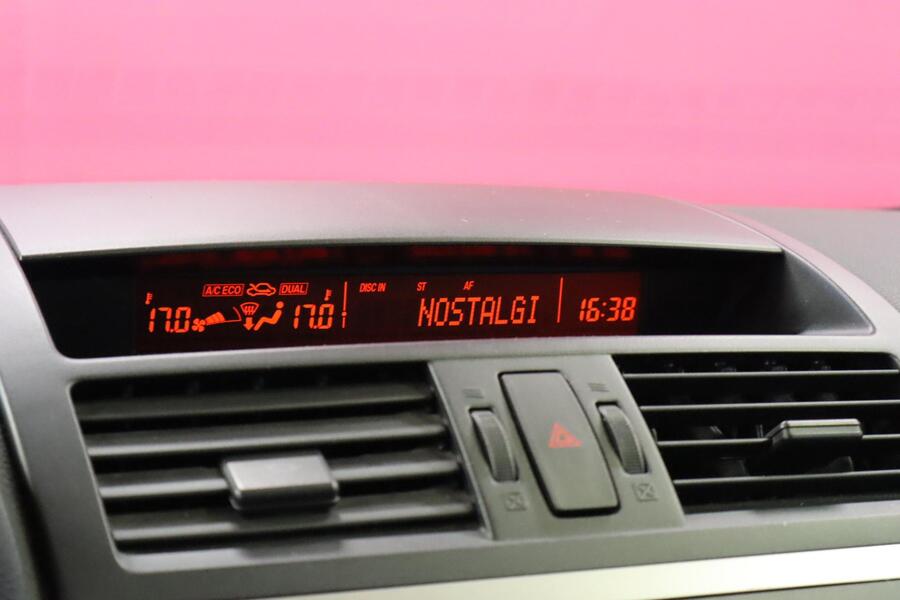 A/C ECO DUAL DISC IN ST AF
17.0 17.0 NOSTALGI 16:38